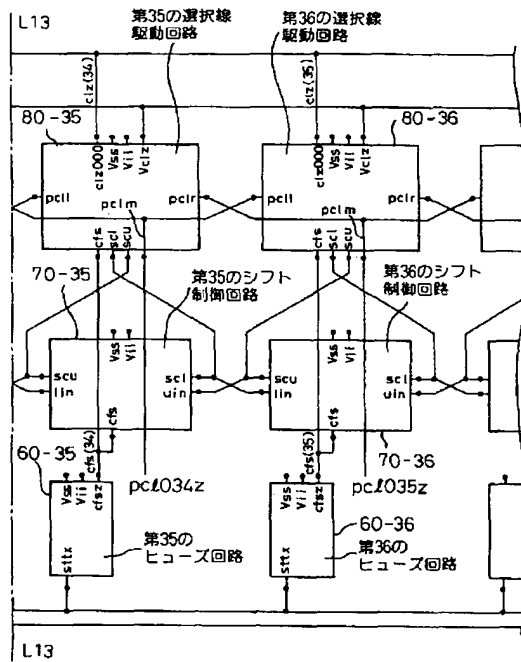 L13
第35の選択線
駆動回路
第36の選択線
駆動回路
clz(34)
clz(35)
80-35
80-36
clz000
Vss
Vii
Vclz
clz000
Vss
Vii
Vclz
pcll
pclr
pcll
pclr
pclm
pclm
cfs
scl
scu
cfs
scl
scu
70-35
第35のシフト
制御回路
第36のシフト
制御回路
Vss
Vii
Vss
Vii
scu
lin
scl
uin
scu
lin
scl
uin
cfs
cfs
60-35
cfs(34)
cfs(35)
70-36
pcl034z
pcl035z
Vss
Vii
cfsz
Vss
Vii
cfsz
60-36
sttx
第35の
ヒューズ回路
sttx
第36の
ヒューズ回路
L13